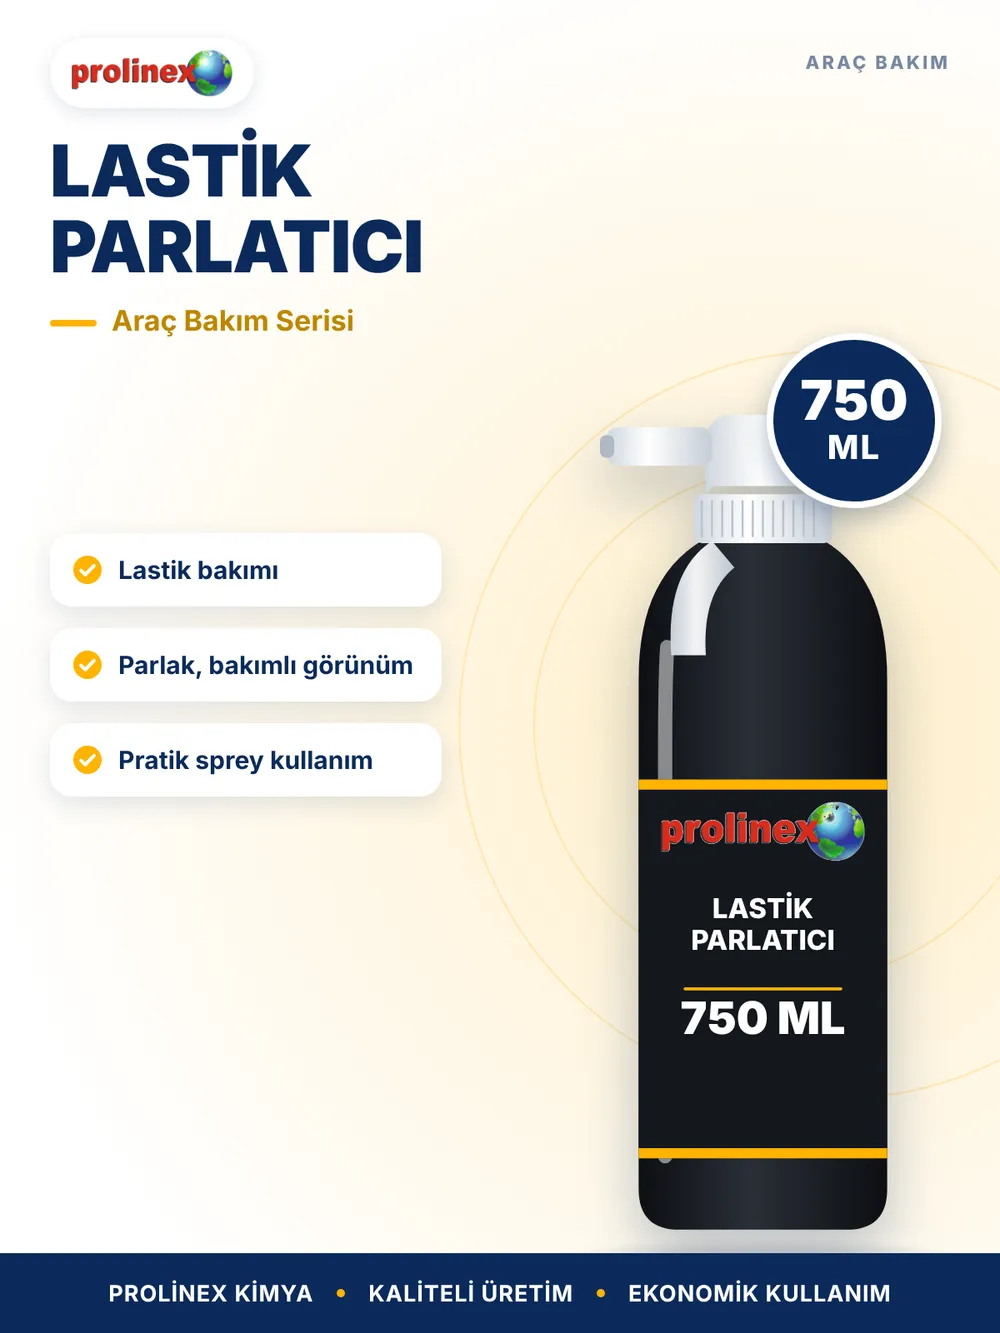 prolinex
ARAÇ BAKIM
LASTİK
PARLATICI
Araç Bakım Serisi
750
ML
Lastik bakımı
Parlak, bakımlı görünüm
Pratik sprey kullanım
prolinex
LASTİK
PARLATICI
750 ML
PROLİNEX KİMYA • KALİTELİ ÜRETİM • EKONOMİK KULLANIM